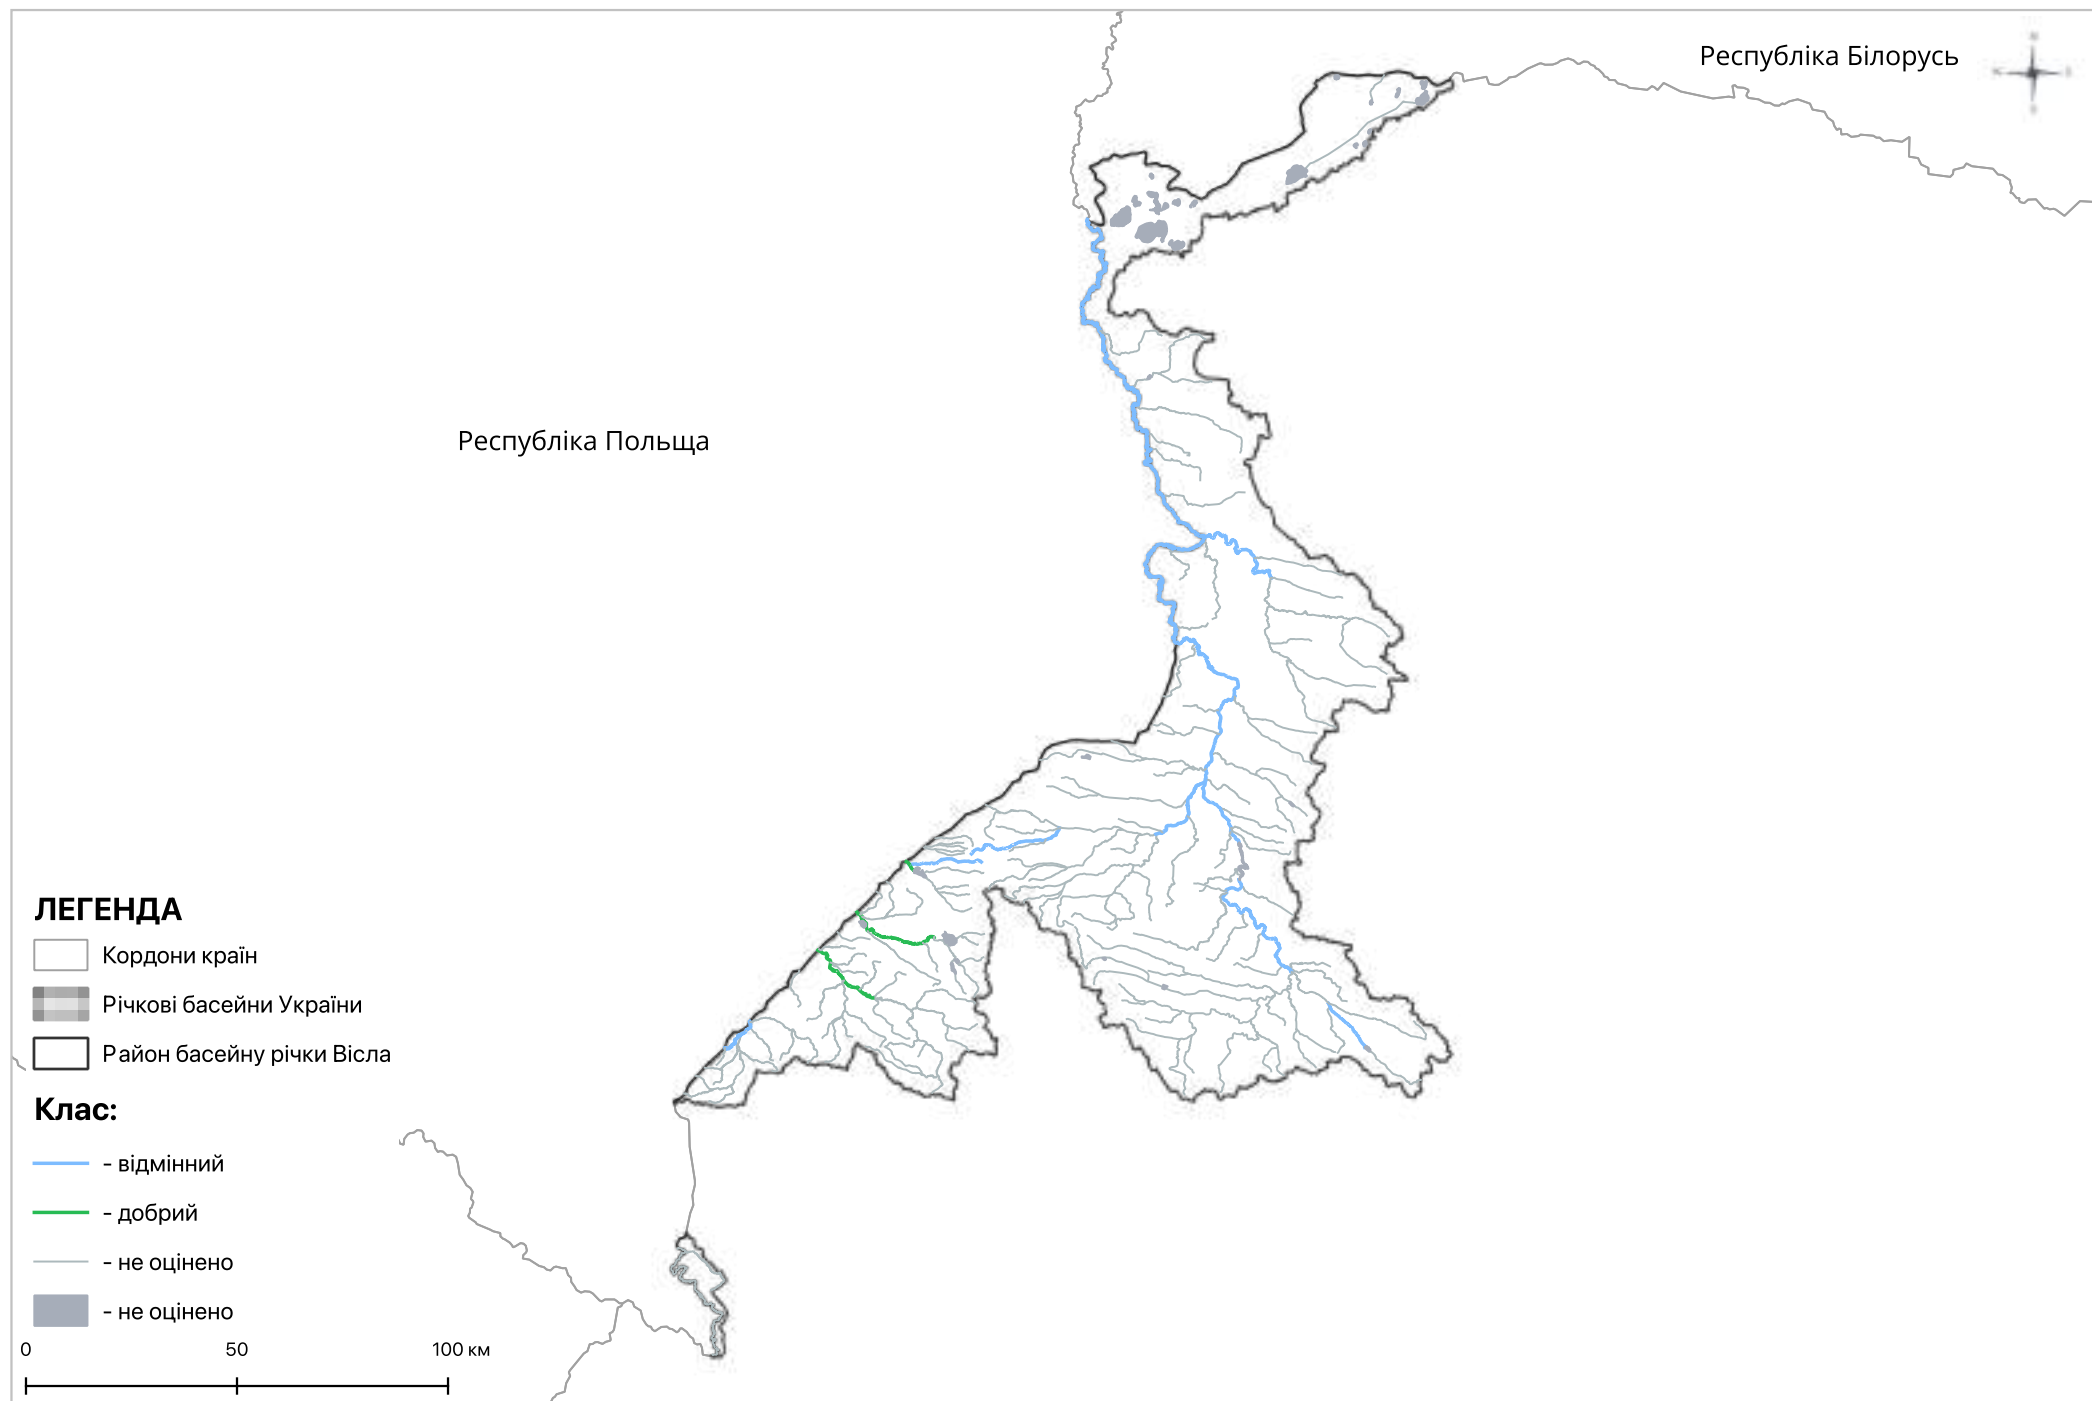 Республіка Білорусь
Республіка Польща
ЛЕГЕНДА
Кордони країн
Річкові басейни України
Район басейну річки Вісла
Клас:
- відмінний
- добрий
- не оцінено
- не оцінено
0 50 100 км